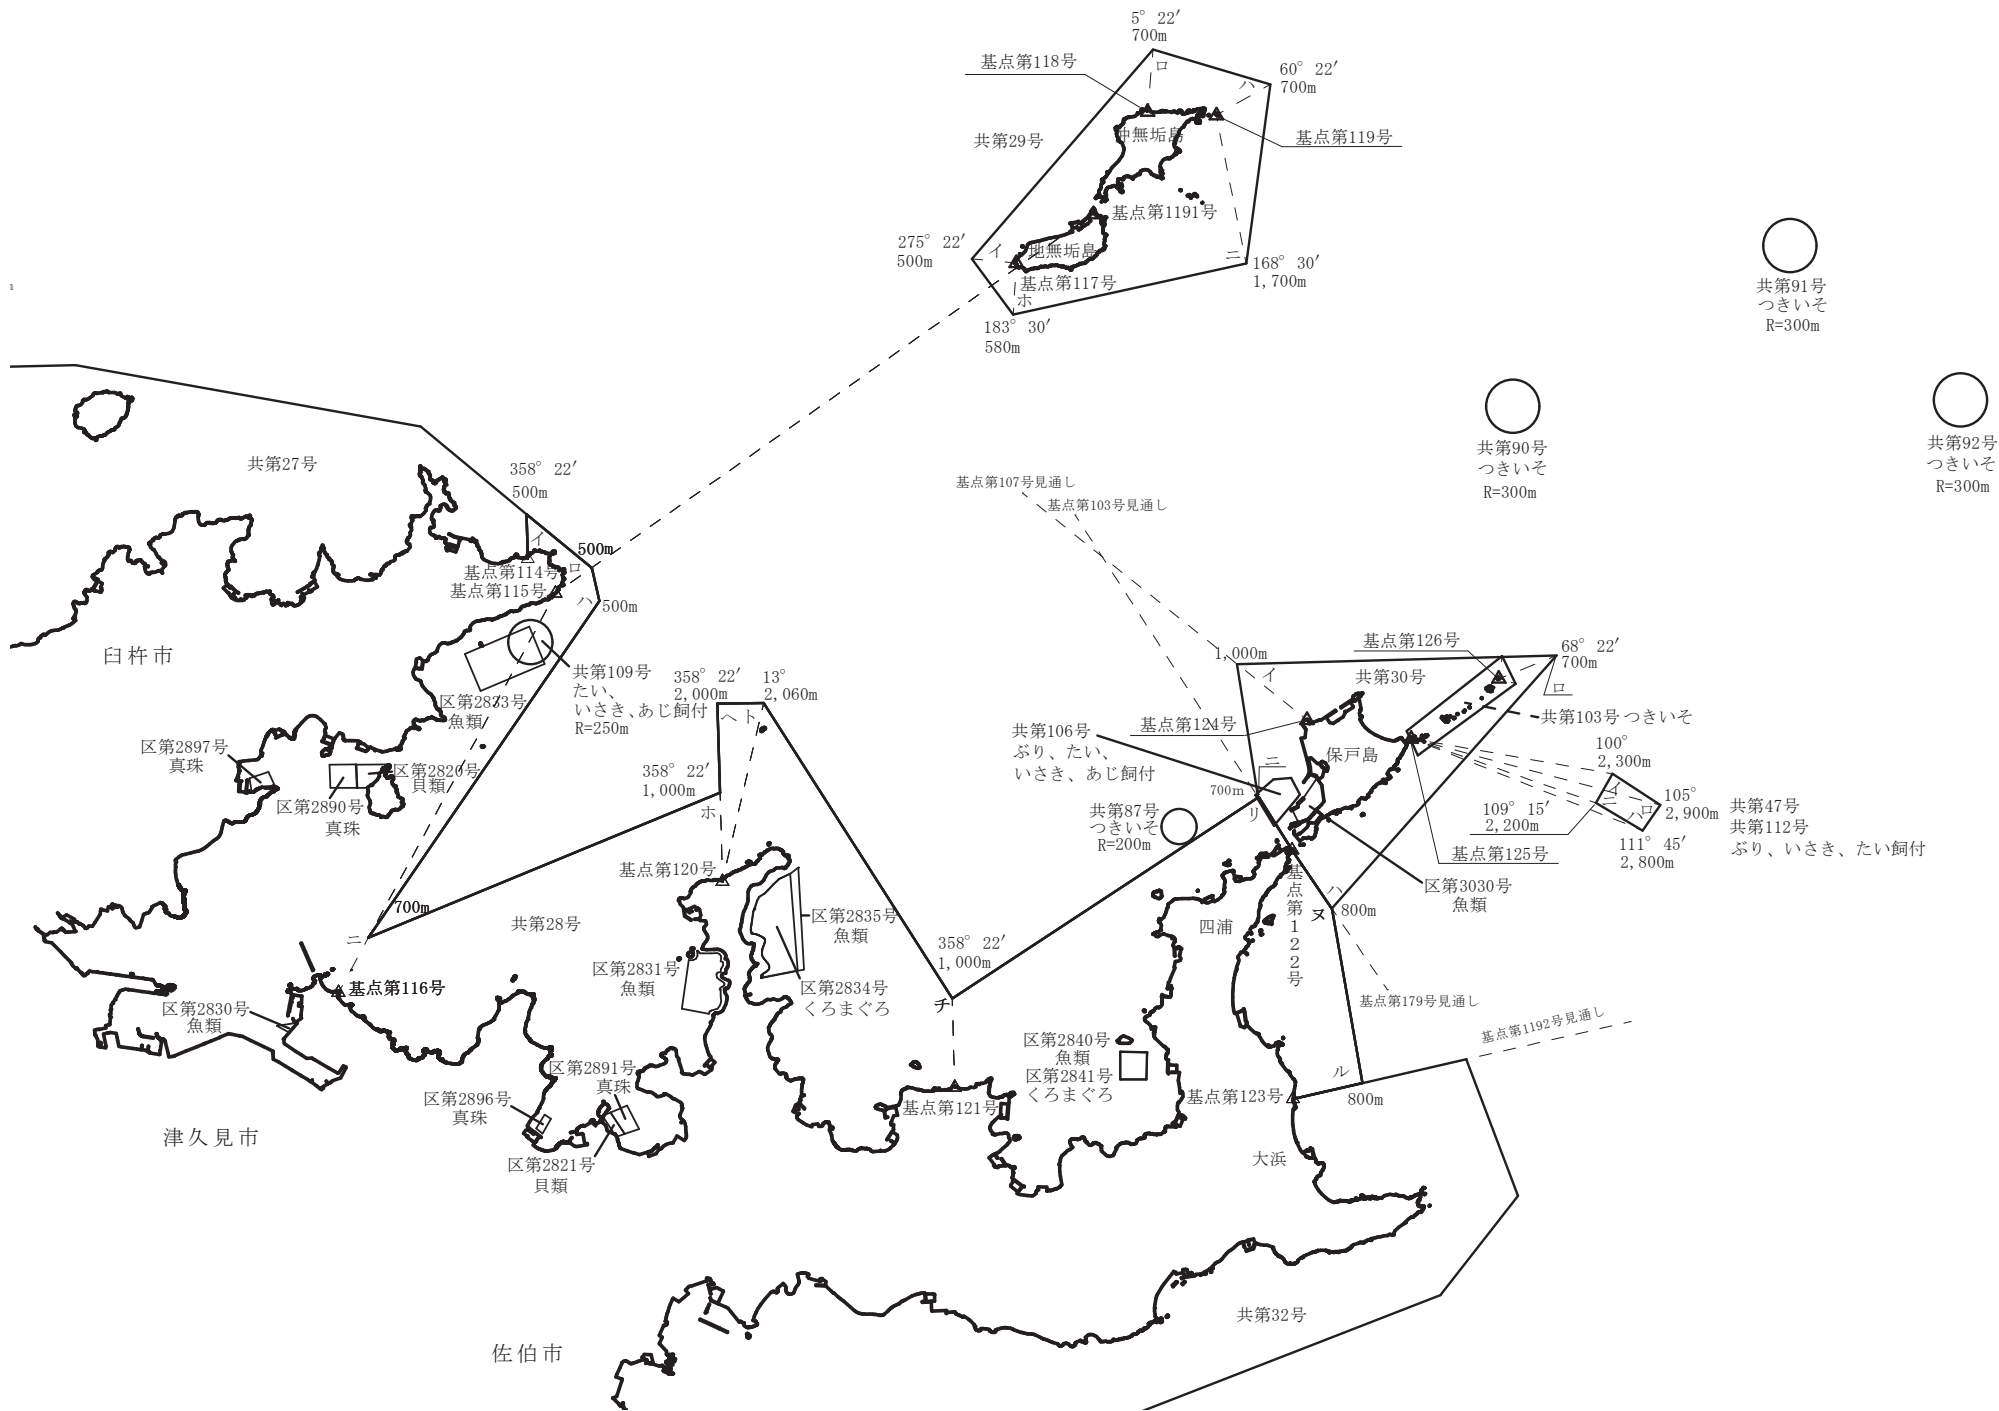 5° 22′
700m
基点第118号
ロ
60° 22′
700m
ハ
沖無垢島
基点第119号
共第29号
基点第1191号
275° 22′
500m
イ
地無垢島
ニ
168° 30′
1,700m
基点第117号
ホ
183° 30′
580m
共第91号
つきいそ
R=300m
共第90号
つきいそ
R=300m
共第92号
つきいそ
R=300m
共第27号
358° 22′
500m
イ
500m
基点第114号
ロ
基点第115号
ハ
500m
臼杵市
基点第107号見通し
基点第103号見通し
共第109号
たい、
いさき、あじ飼付
R=250m
区第2833号
魚類
358° 22′
2,000m
13°
2,060m
ヘ
ト
区第2897号
真珠
区第2820号
貝類
区第2890号
真珠
358° 22′
1,000m
ホ
1,000m
イ
基点第126号
68° 22′
700m
ロ
共第30号
共第103号 つきいそ
基点第124号
共第106号
ぶり、たい、
いさき、あじ飼付
保戸島
ニ
700m
リ
100°
2,300m
イ
ニ
ロ
ハ
105°
2,900m
109° 15′
2,200m
111° 45′
2,800m
共第47号
共第112号
ぶり、いさき、たい飼付
共第87号
つきいそ
R=200m
基点第125号
区第3030号
魚類
基点第120号
700m
ニ
共第28号
区第2835号
魚類
区第2831号
魚類
区第2834号
くろまぐろ
358° 22′
1,000m
チ
四浦
基点第122号
ハ
ヌ
800m
基点第179号見通し
基点第1192号見通し
基点第116号
区第2830号
魚類
区第2840号
魚類
区第2841号
くろまぐろ
区第2891号
真珠
区第2896号
真珠
基点第121号
基点第123号
ル
800m
津久見市
区第2821号
貝類
大浜
共第32号
佐伯市